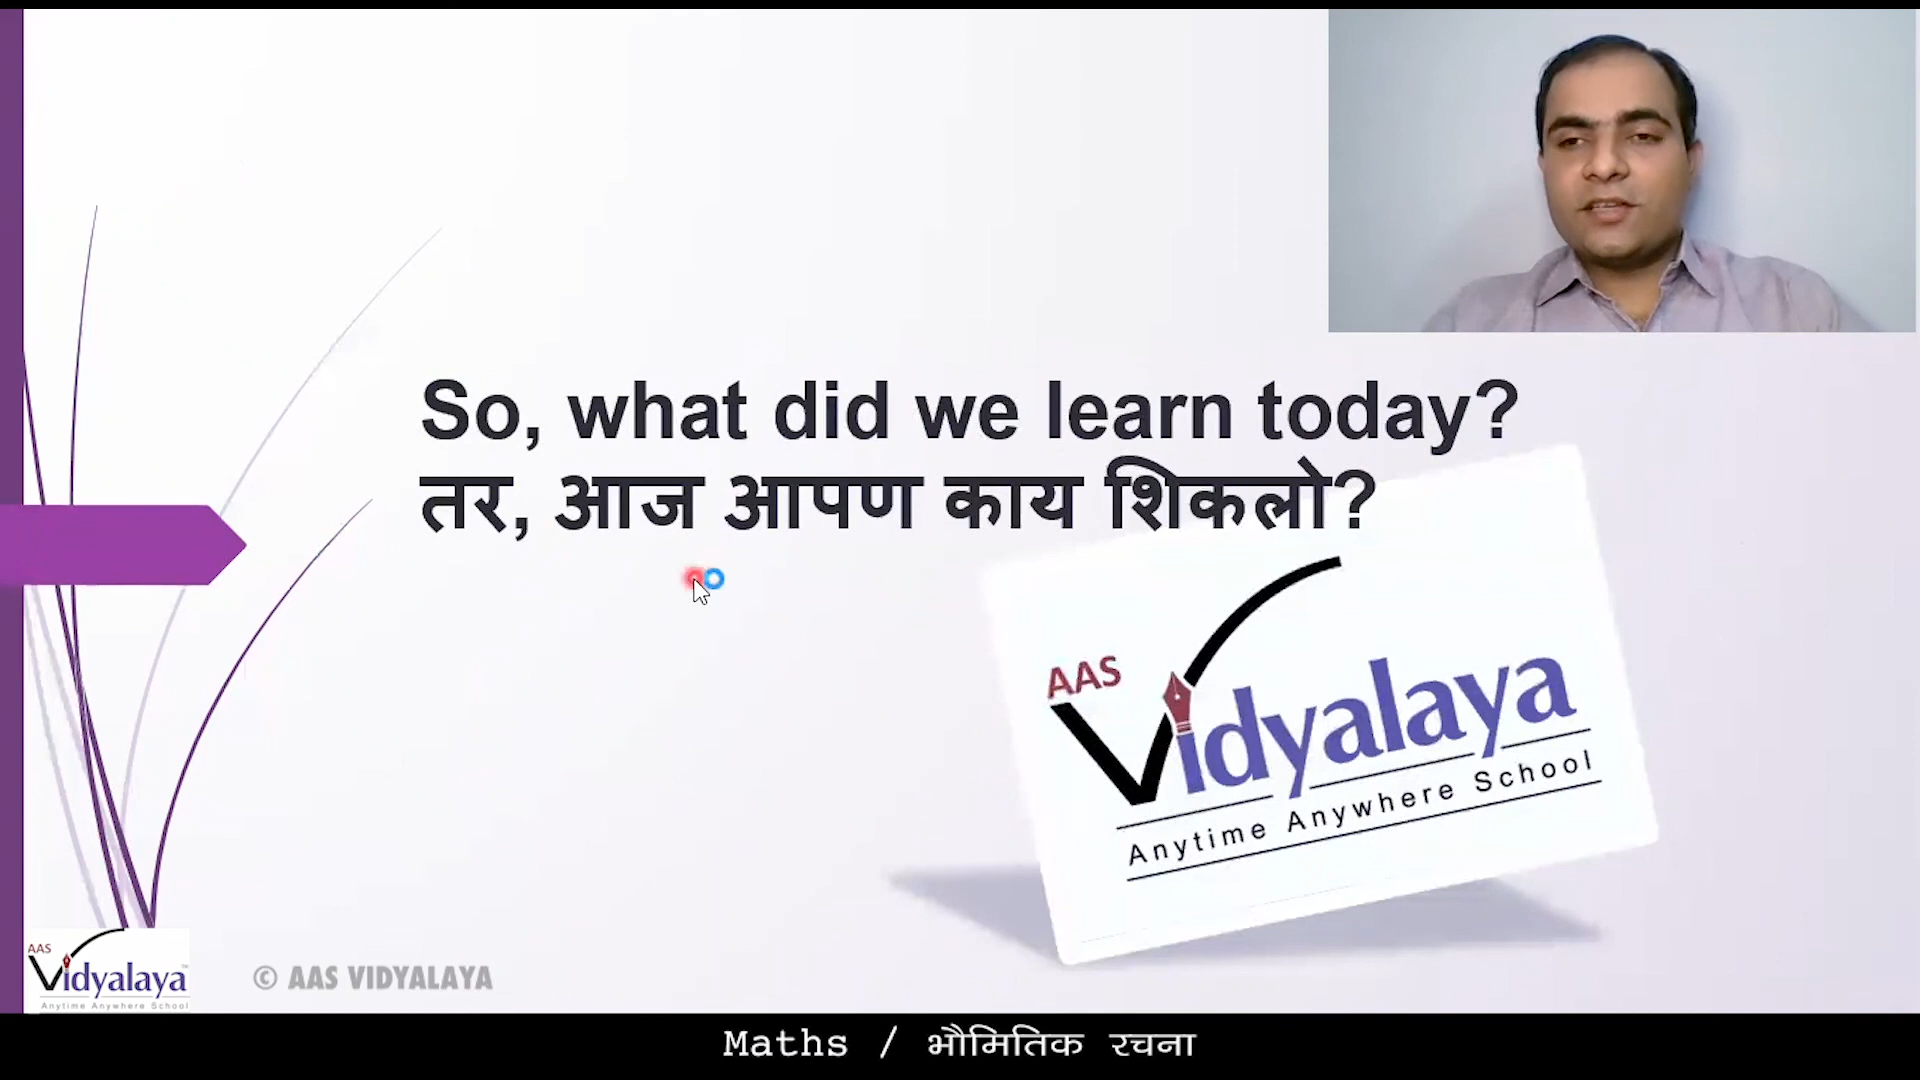 So, what did we learn today?
तर, आज आपण काय शिकलो?
AAS
Vidyalaya
Anytime Anywhere School
AAS
Vidyalaya
Anytime Anywhere School
© AAS VIDYALAYA
Maths / भौमितिक रचना